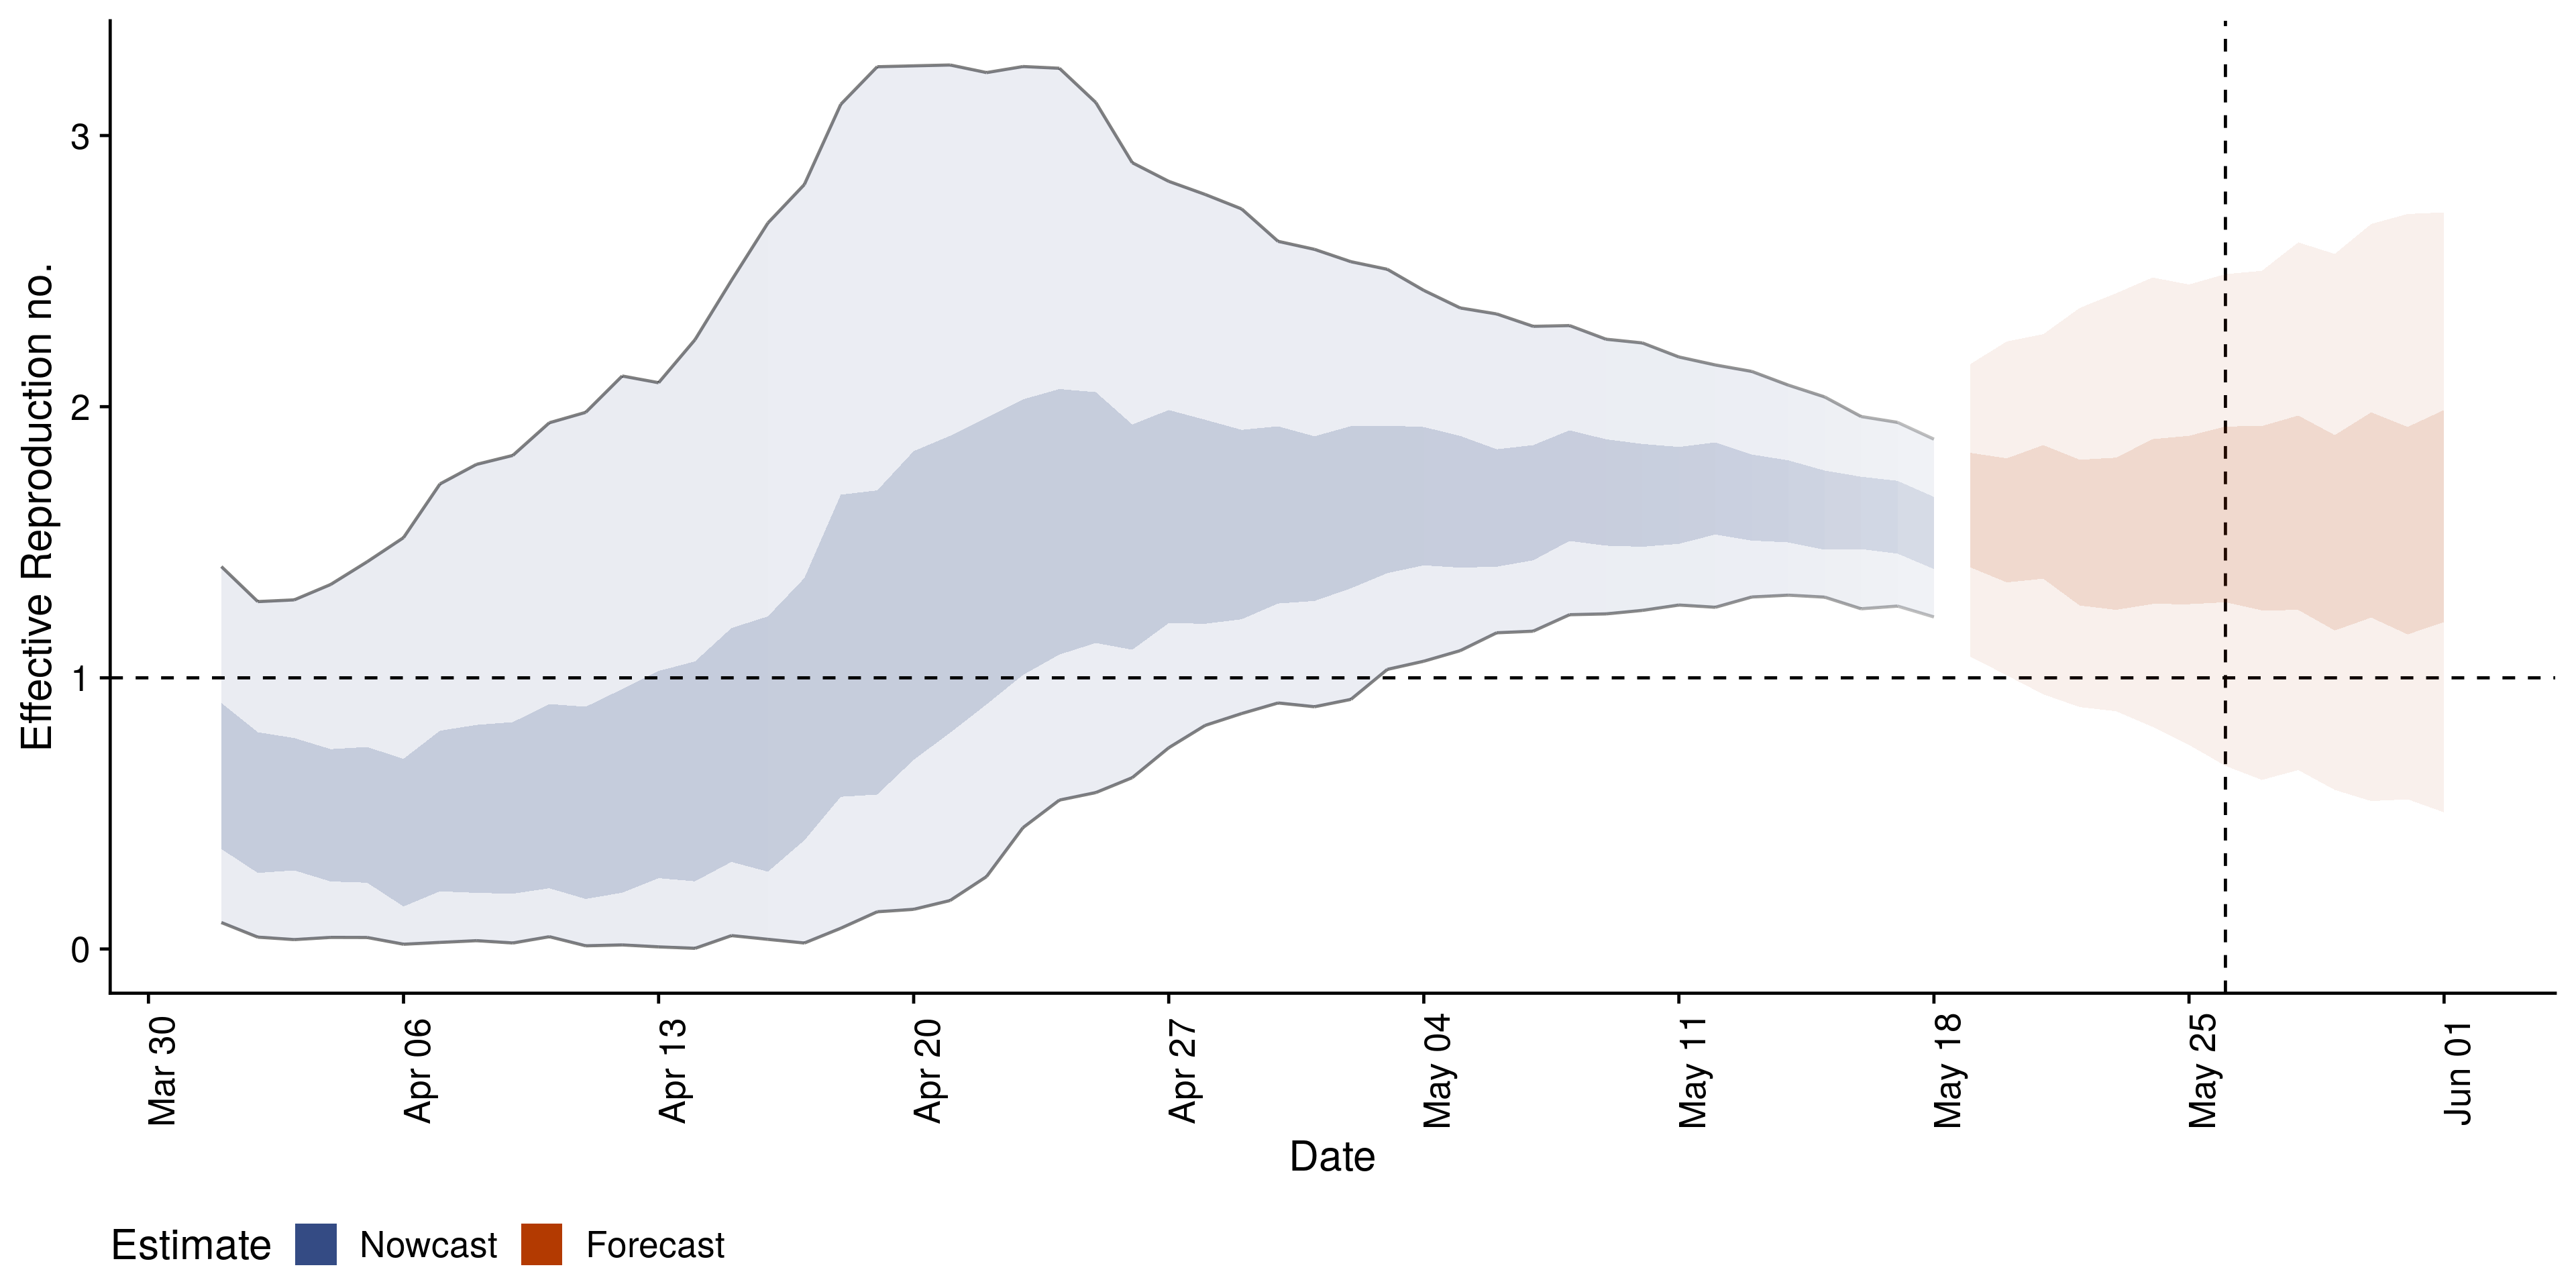 Effective Reproduction no.
3
2
1
0
Mar 30
Apr 06
Apr 13
Apr 20
Apr 27
May 04
May 11
May 18
May 25
Jun 01
Date
Estimate Nowcast Forecast